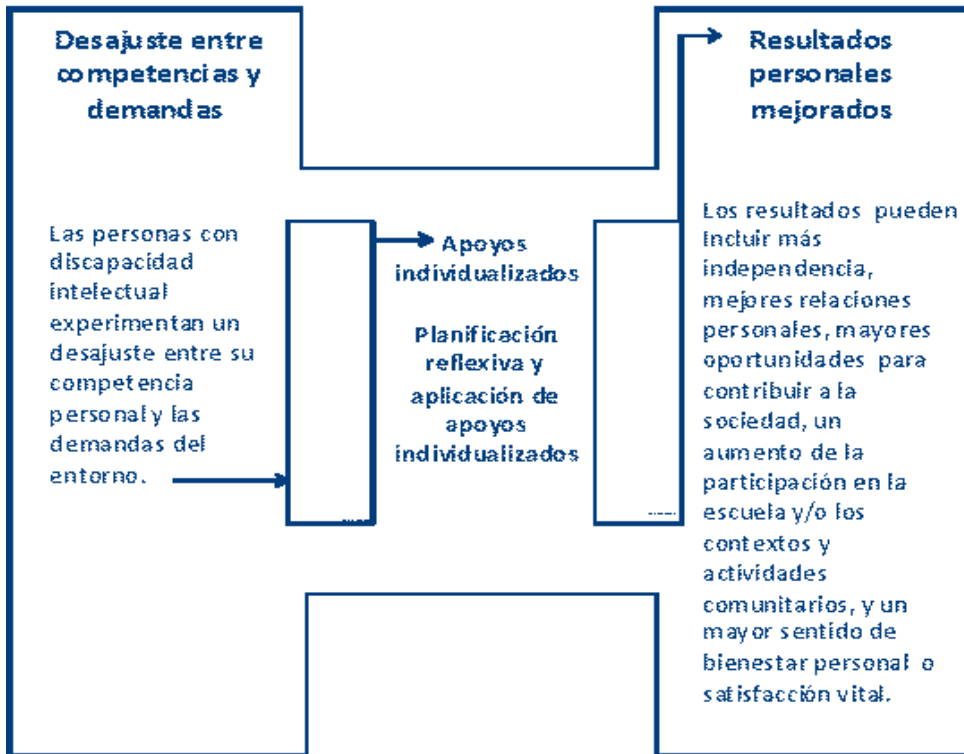 Desajuste entre
competencias y
demandas
Las personas con
discapacidad
intelectual
experimentan un
desajuste entre su
competencia
personal y las
demandas del
entorno.
Apoyos
individualizados
Planificación
reflexiva y
aplicación de
apoyos
individualizados
Resultados
personales
mejorados
Los resultados pueden
incluir más
independencia,
mejores relaciones
personales, mayores
oportunidades para
contribuir a la
sociedad, un
aumento de la
participación en la
escuela y/o los
contextos y
actividades
comunitarios, y un
mayor sentido de
bienestar personal o
satisfacción vital.